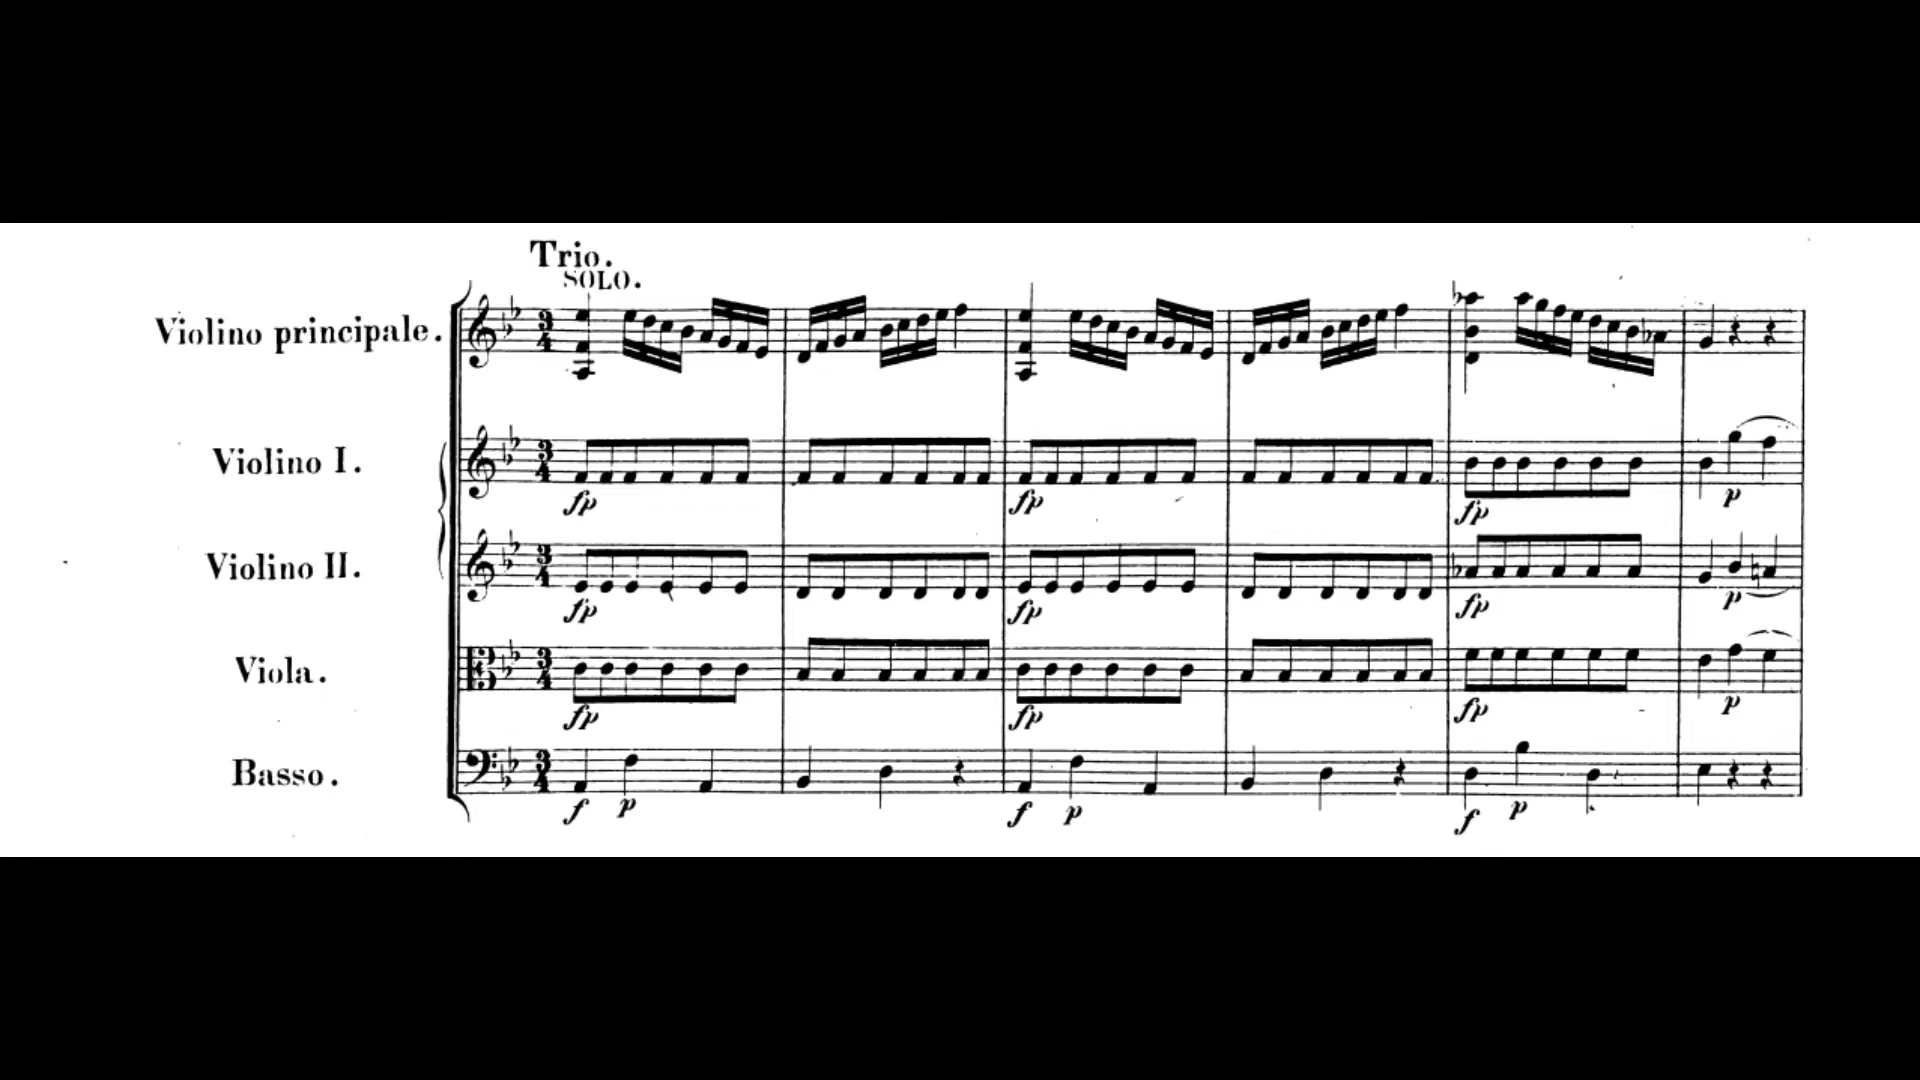 Trio.
SOLO.
Violino principale.
Violino I.
fp fp fp p
Violino II.
fp fp fp p
Viola.
fp fp fp p
Basso.
f p f p f p